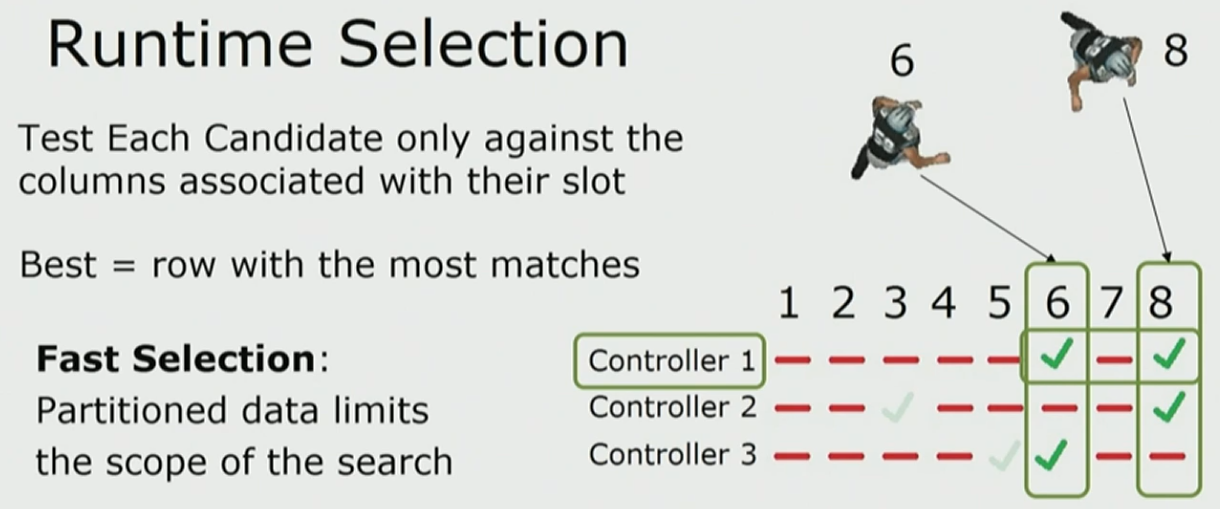 Runtime Selection
6
8
Test Each Candidate only against the
columns associated with their slot
Best = row with the most matches
1 2 3 4 5 6 7 8
Fast Selection:
Partitioned data limits
the scope of the search
Controller 1
Controller 2
Controller 3